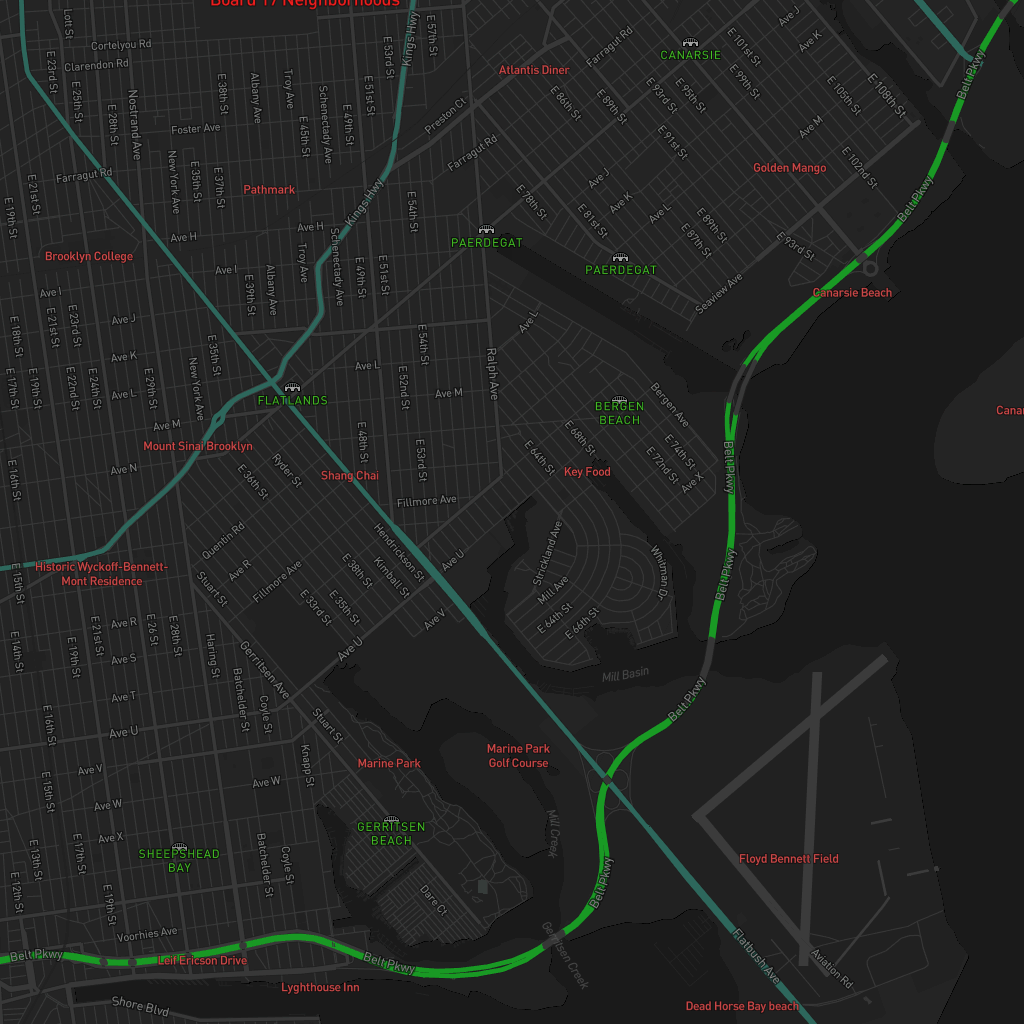 Board 17 Neighborhoods
Lott St
E 57th St
Kings Hwy
E 53rd St
Ave J
Farragut Rd
E 101st St
Ave K
Cortelyou Rd
CANARSIE
Clarendon Rd
Atlantis Diner
E 23rd St
E 25th St
E 38th St
Albany Ave
Troy Ave
Schenectady Ave
E 51st St
E 49th St
E 86th St
E 89th St
E 93rd St
E 95th St
E 99th St
E 105th St
E 108th St
Belt Pkwy
Nostrand Ave
E 28th St
Foster Ave
E 45th St
Preston Ct
Farragut Rd
E 91st St
Ave M
New York Ave
E 35th St
E 37th St
Golden Mango
E 102nd St
Farragut Rd
Pathmark
Ave J
E 21st St
E 19th St
Kings Hwy
E 54th St
E 78th St
Ave K
Belt Pkwy
Ave L
E 81st St
E 89th St
Ave H
Ave H
PAERDEGAT
E 87th St
E 93rd St
Brooklyn College
Troy Ave
Schenectady Ave
PAERDEGAT
Ave I
E 39th St
Albany Ave
E 49th St
E 51st St
Seaview Ave
Canarsie Beach
Ave I
E 18th St
E 21st St
E 23rd St
Ave J
Ave L
E 35th St
E 54th St
Ave K
Ralph Ave
Ave L
E 17th St
E 19th St
E 22nd St
E 24th St
E 29th St
New York Ave
E 52nd St
Ave M
FLATLANDS
Ave L
Bergen Ave
BERGEN
BEACH
Ave M
Mount Sinai Brooklyn
E 48th St
E 53rd St
E 68th St
E 74th St
E 64th St
E 72nd St
Belt Pkwy
E 16th St
Ave N
E 36th St
Ryder St
Shang Chai
Key Food
Ave X
Fillmore Ave
Quentin Rd
Hendrickson St
Strickland Ave
Whitman Dr
Belt Pkwy
Historic Wyckoff-Bennett-
Mont Residence
E 15th St
Ave R
Stuart St
Fillmore Ave
E 38th St
Kimball St
Ave U
Mill Ave
E 33rd St
E 35th St
Ave V
E 64th St
E 66th St
E 14th St
E 19th St
E 21st St
Ave R
E 26 St
E 28th St
Haring St
Ave U
Ave S
Gerritsen Ave
Mill Basin
Belt Pkwy
Ave T
Batchelder St
Coyle St
E 16th St
Ave U
Stuart St
Knapp St
Marine Park
Marine Park
Golf Course
Ave V
E 15th St
Ave W
Ave W
Mill Creek
E 13th St
E 17th St
Ave X
GERRITSEN
BEACH
SHEEPSHEAD
BAY
Batchelder St
Coyle St
Floyd Bennett Field
E 12th St
E 19th St
Dare Ct
Belt Pkwy
Voorhies Ave
Gerritsen Creek
Flatbush Ave
Aviation Rd
Belt Pkwy
Leif Ericson Drive
Belt Pkwy
Lyghthouse Inn
Shore Blvd
Dead Horse Bay beach